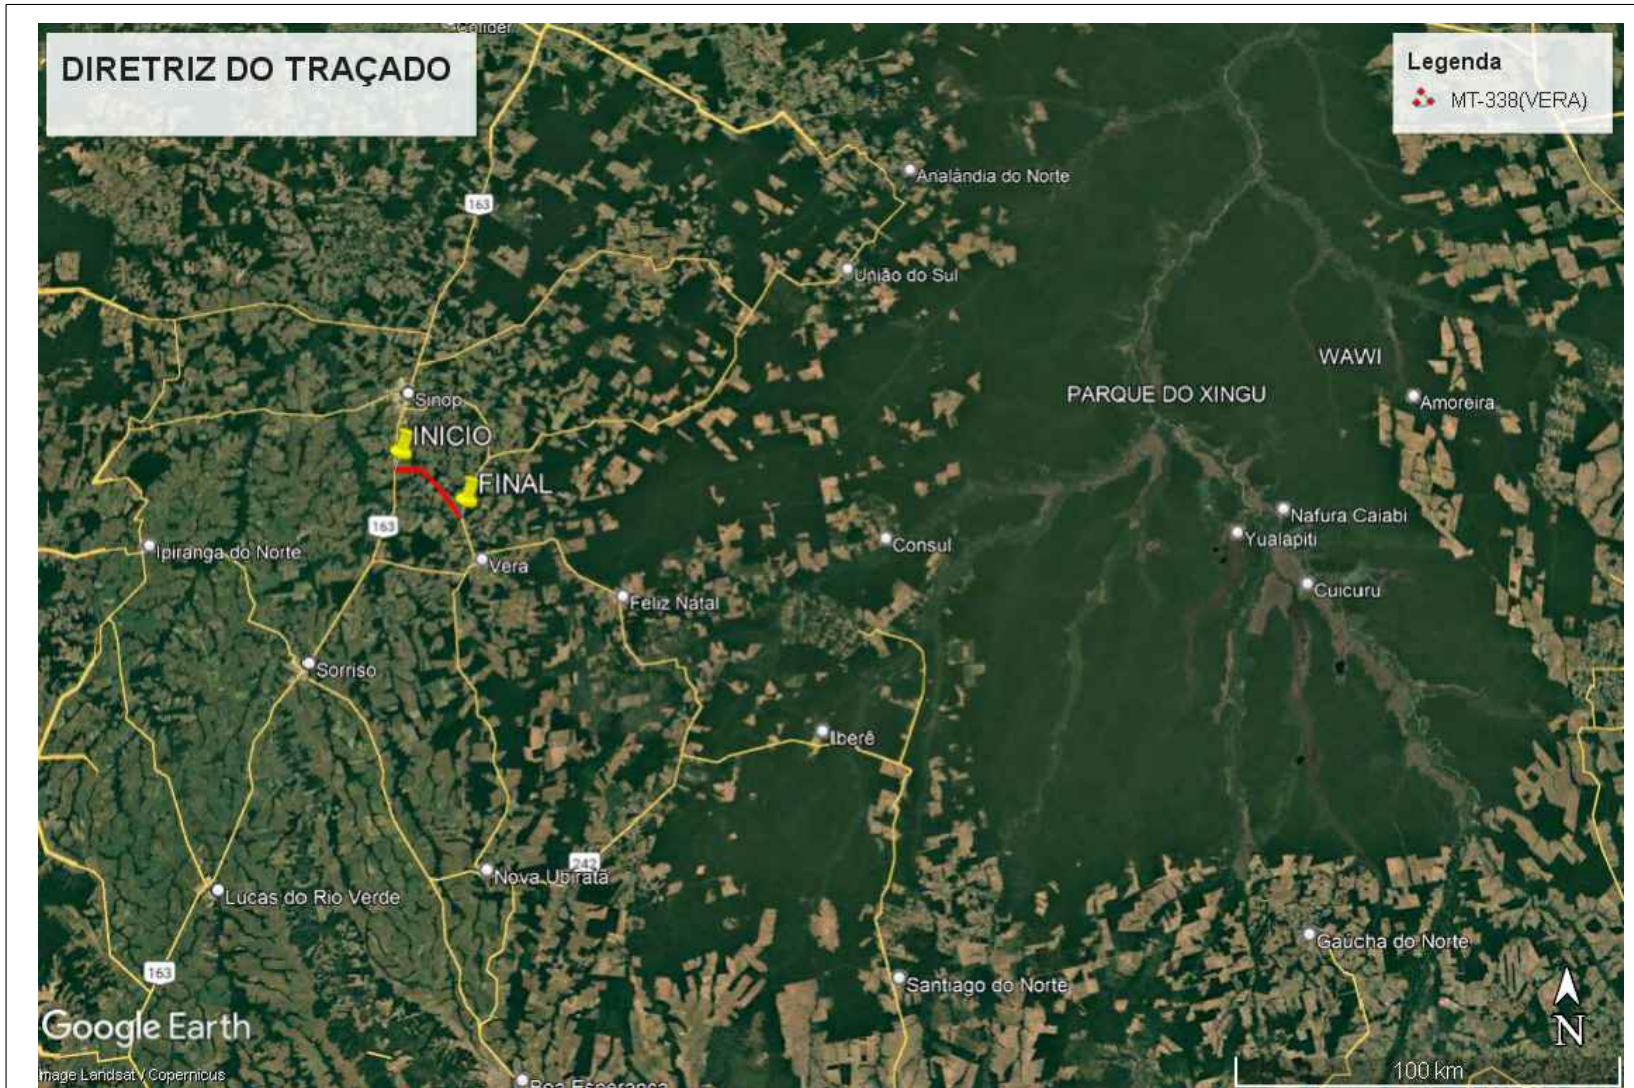 Colider
DIRETRIZ DO TRAÇADO
Legenda
MT-338(VERA)
163
Analândia do Norte
União do Sul
WAWI
PARQUE DO XINGU
Amoreira
Sinop
INICIO
FINAL
163
Nafura Caiabi
Yualapiti
Ipiranga do Norte
Consul
Vera
Cuicuru
Feliz Natal
Sorriso
Iberê
242
Nova Ubiratã
Lucas do Rio Verde
Gaúcha do Norte
163
Santiago do Norte
N
Google Earth
100 km
Image Landsat / Copernicus
Boa Esperança